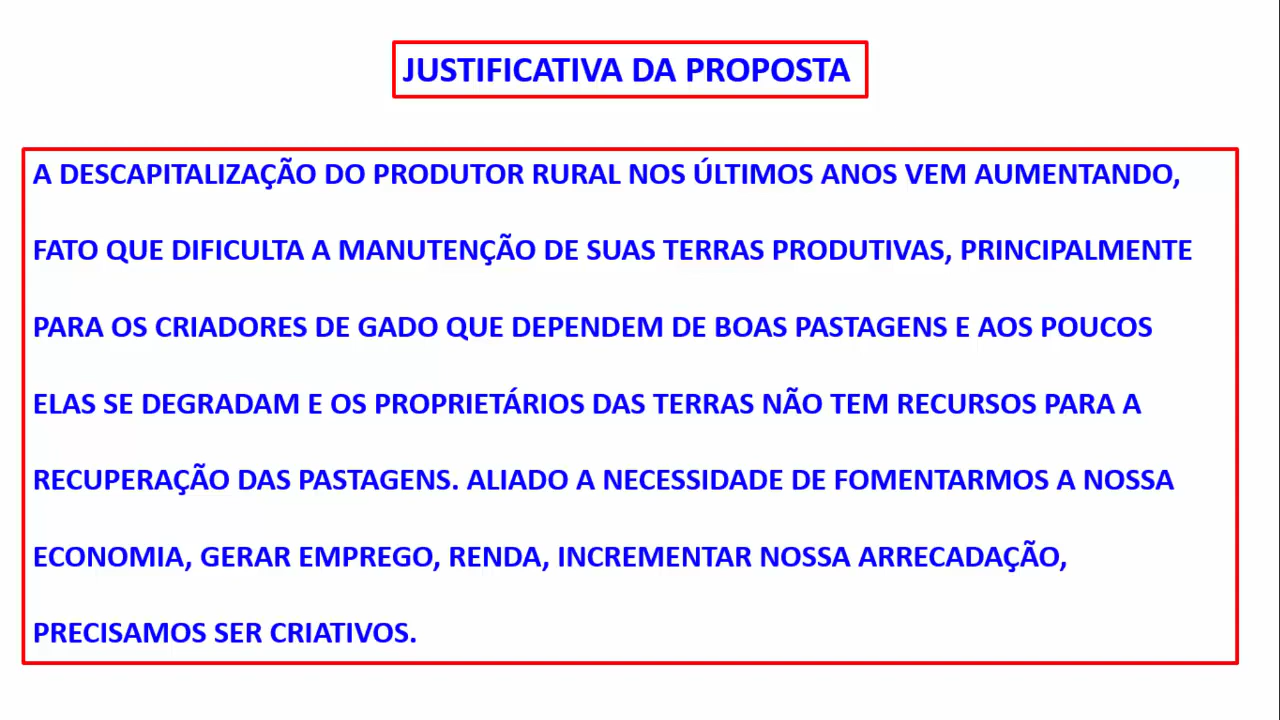 JUSTIFICATIVA DA PROPOSTA
A DESCAPITALIZAÇÃO DO PRODUTOR RURAL NOS ÚLTIMOS ANOS VEM AUMENTANDO,
FATO QUE DIFICULTA A MANUTENÇÃO DE SUAS TERRAS PRODUTIVAS, PRINCIPALMENTE
PARA OS CRIADORES DE GADO QUE DEPENDEM DE BOAS PASTAGENS E AOS POUCOS
ELAS SE DEGRADAM E OS PROPRIETÁRIOS DAS TERRAS NÃO TEM RECURSOS PARA A
RECUPERAÇÃO DAS PASTAGENS. ALIADO A NECESSIDADE DE FOMENTARMOS A NOSSA
ECONOMIA, GERAR EMPREGO, RENDA, INCREMENTAR NOSSA ARRECADAÇÃO,
PRECISAMOS SER CRIATIVOS.